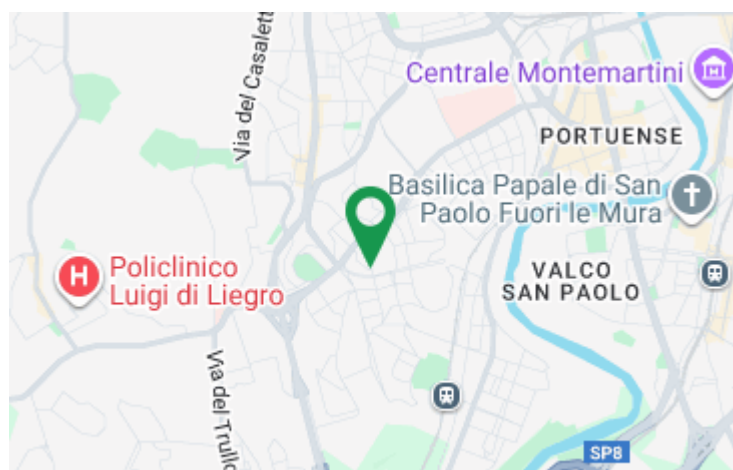 Via del Casalett
Centrale Montemartini
PORTUENSE
Basilica Papale di San
Paolo Fuori le Mura
H
Policlinico
Luigi di Liegro
VALCO
SAN PAOLO
Via del Trullo
SP8